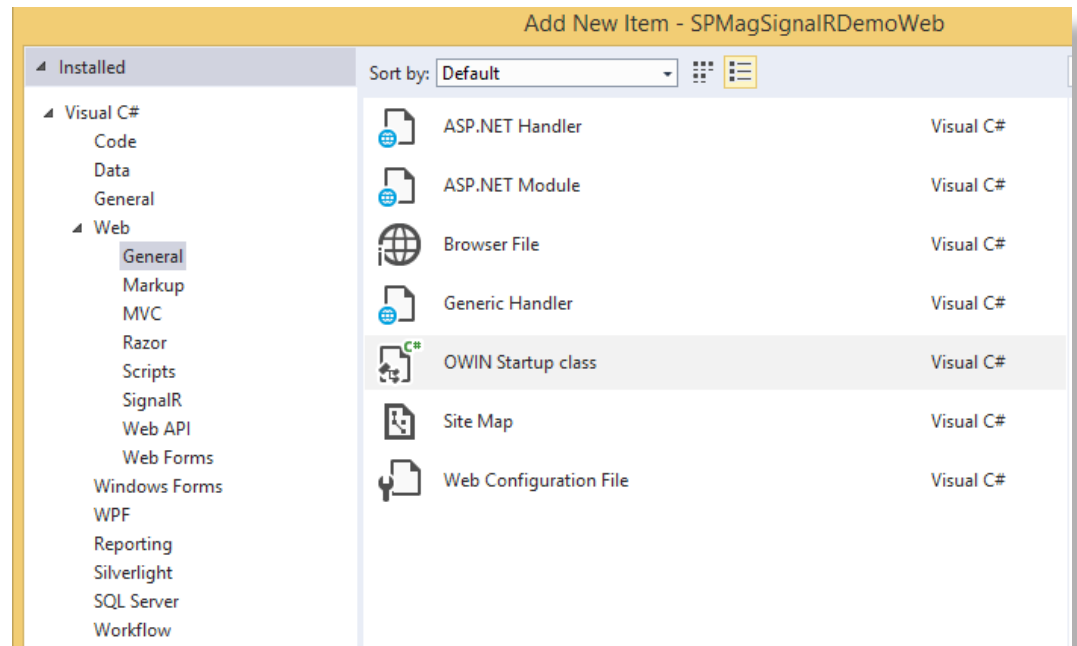 Add New Item - SPMagSignalRDemoWeb
Installed
Sort by: Default
Visual C#
Code
Data
General
Web
General
Markup
MVC
Razor
Scripts
SignalR
Web API
Web Forms
Windows Forms
WPF
Reporting
Silverlight
SQL Server
Workflow
ASP.NET Handler Visual C#
ASP.NET Module Visual C#
Browser File Visual C#
Generic Handler Visual C#
C#
OWIN Startup class Visual C#
Site Map Visual C#
Web Configuration File Visual C#